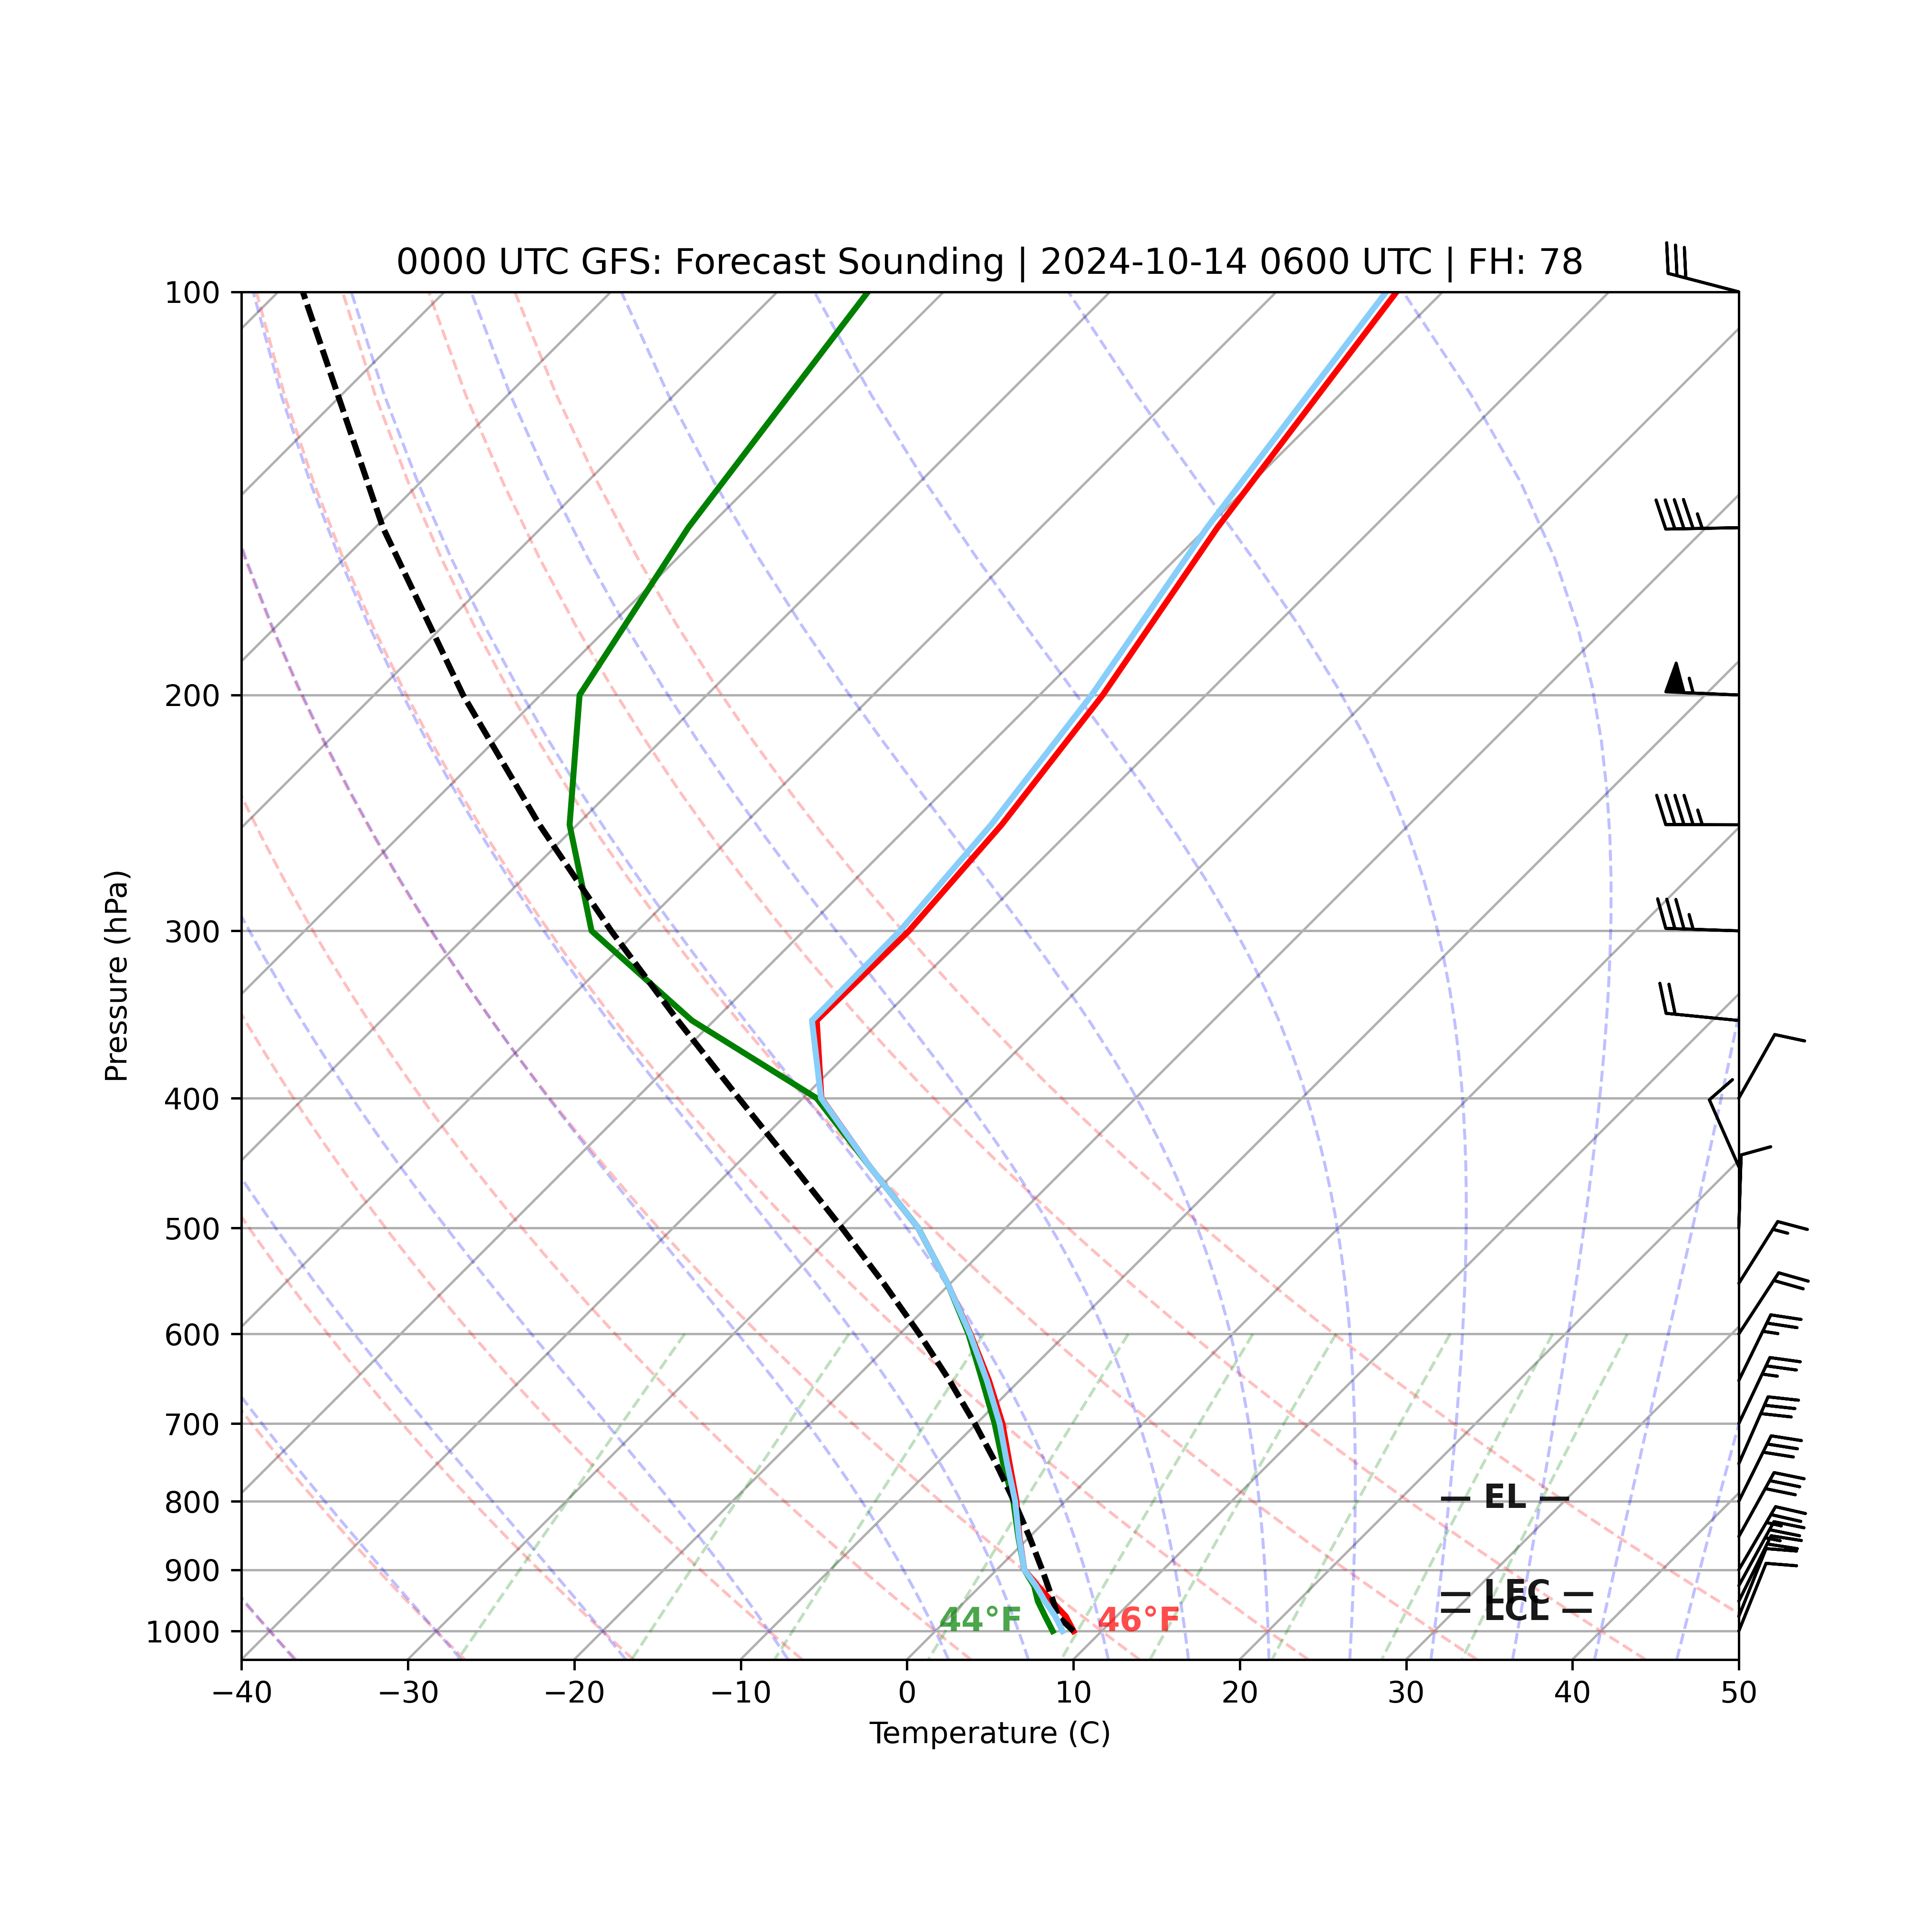 0000 UTC GFS: Forecast Sounding | 2024-10-14 0600 UTC | FH: 78
100
200
300
400
500
600
700
800
900
1000
Pressure (hPa)
— EL —
— LFC —
— LCL —
44°F
46°F
−40 −30 −20 −10 0 10 20 30 40 50
Temperature (C)